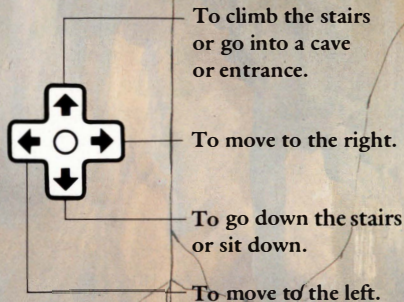 To climb the stairs
or go into a cave
or entrance.
To move to the right.
To go down the stairs
or sit down.
To move to the left.